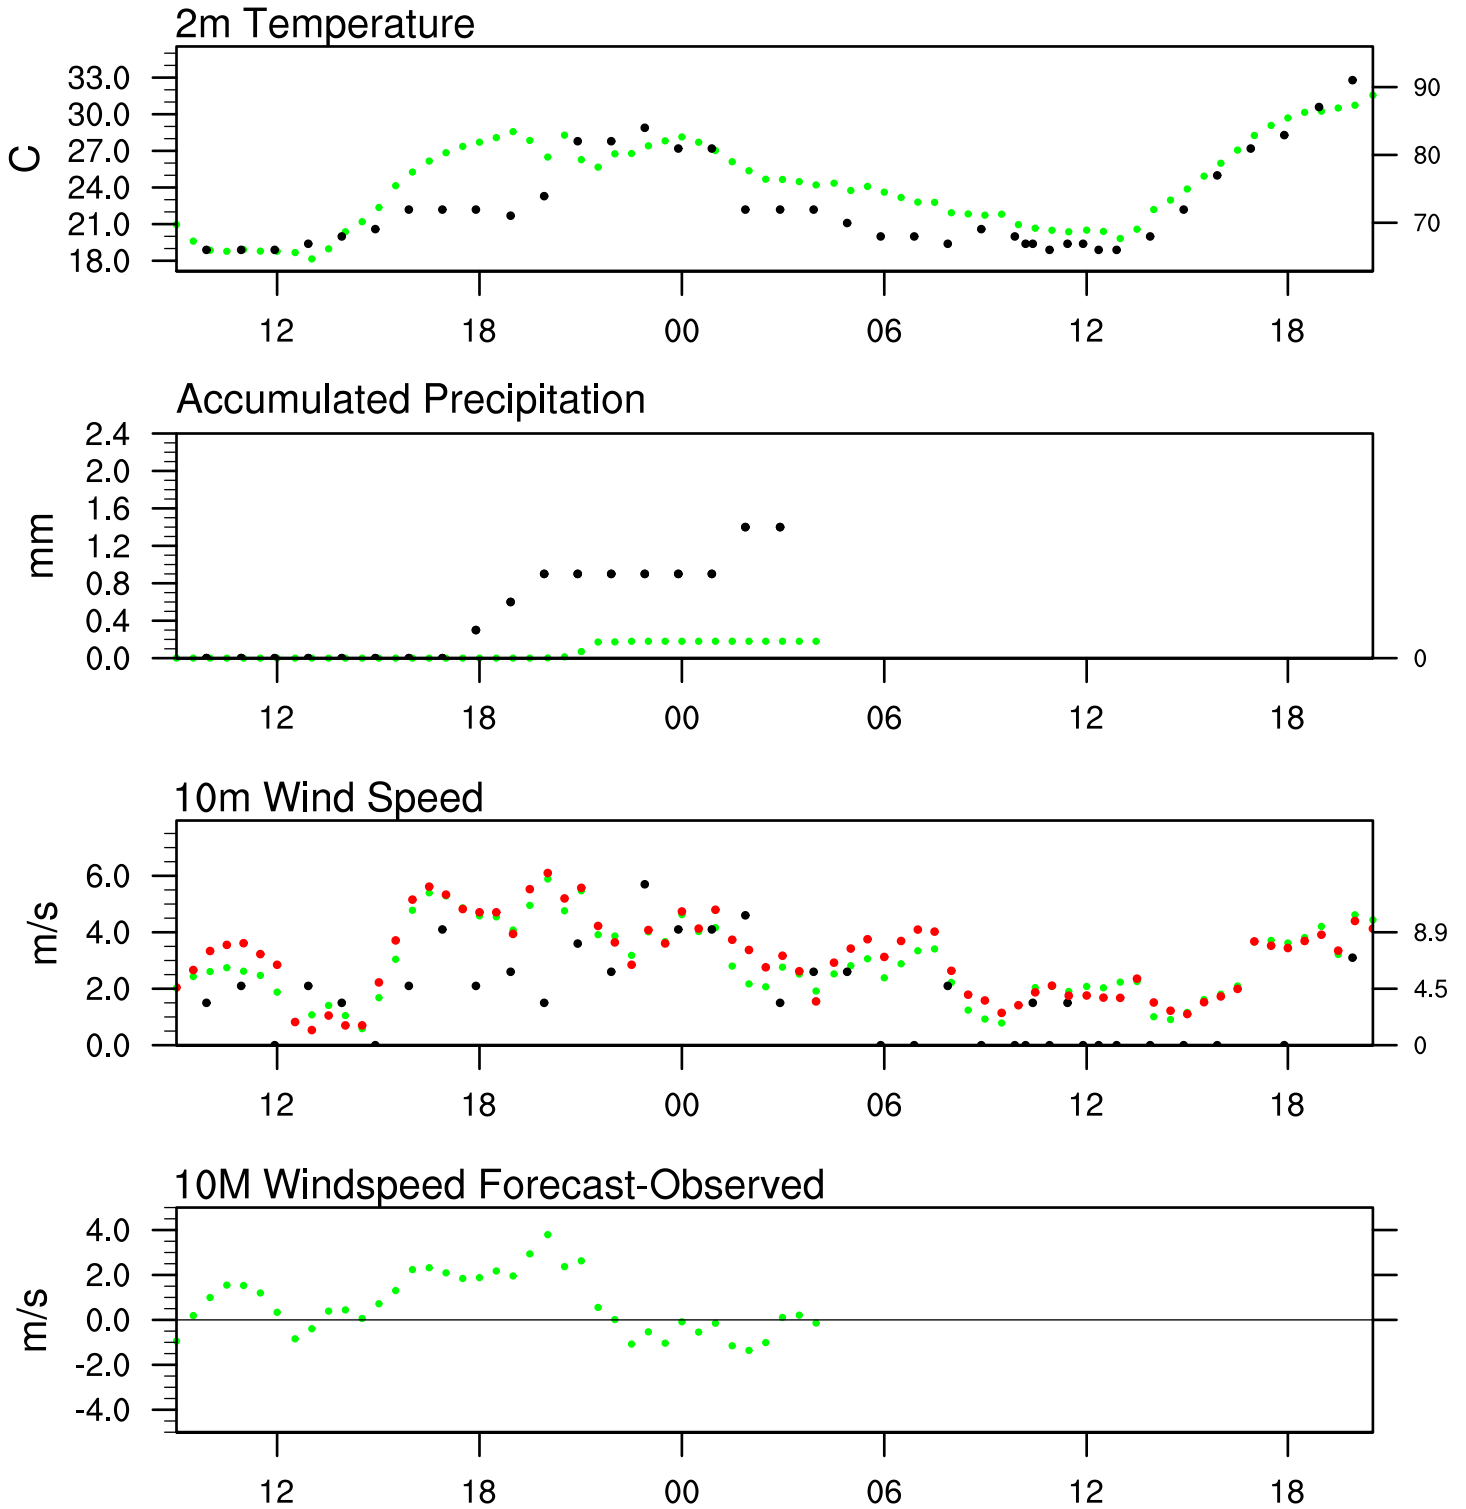 2m Temperature
33.0
30.0
27.0
24.0
21.0
18.0
C
90
80
70
12 18 00 06 12 18
Accumulated Precipitation
2.4
2.0
1.6
1.2
0.8
0.4
0.0
mm
0
12 18 00 06 12 18
10m Wind Speed
6.0
4.0
2.0
0.0
m/s
8.9
4.5
0
12 18 00 06 12 18
10M Windspeed Forecast-Observed
4.0
2.0
0.0
-2.0
-4.0
m/s
12 18 00 06 12 18